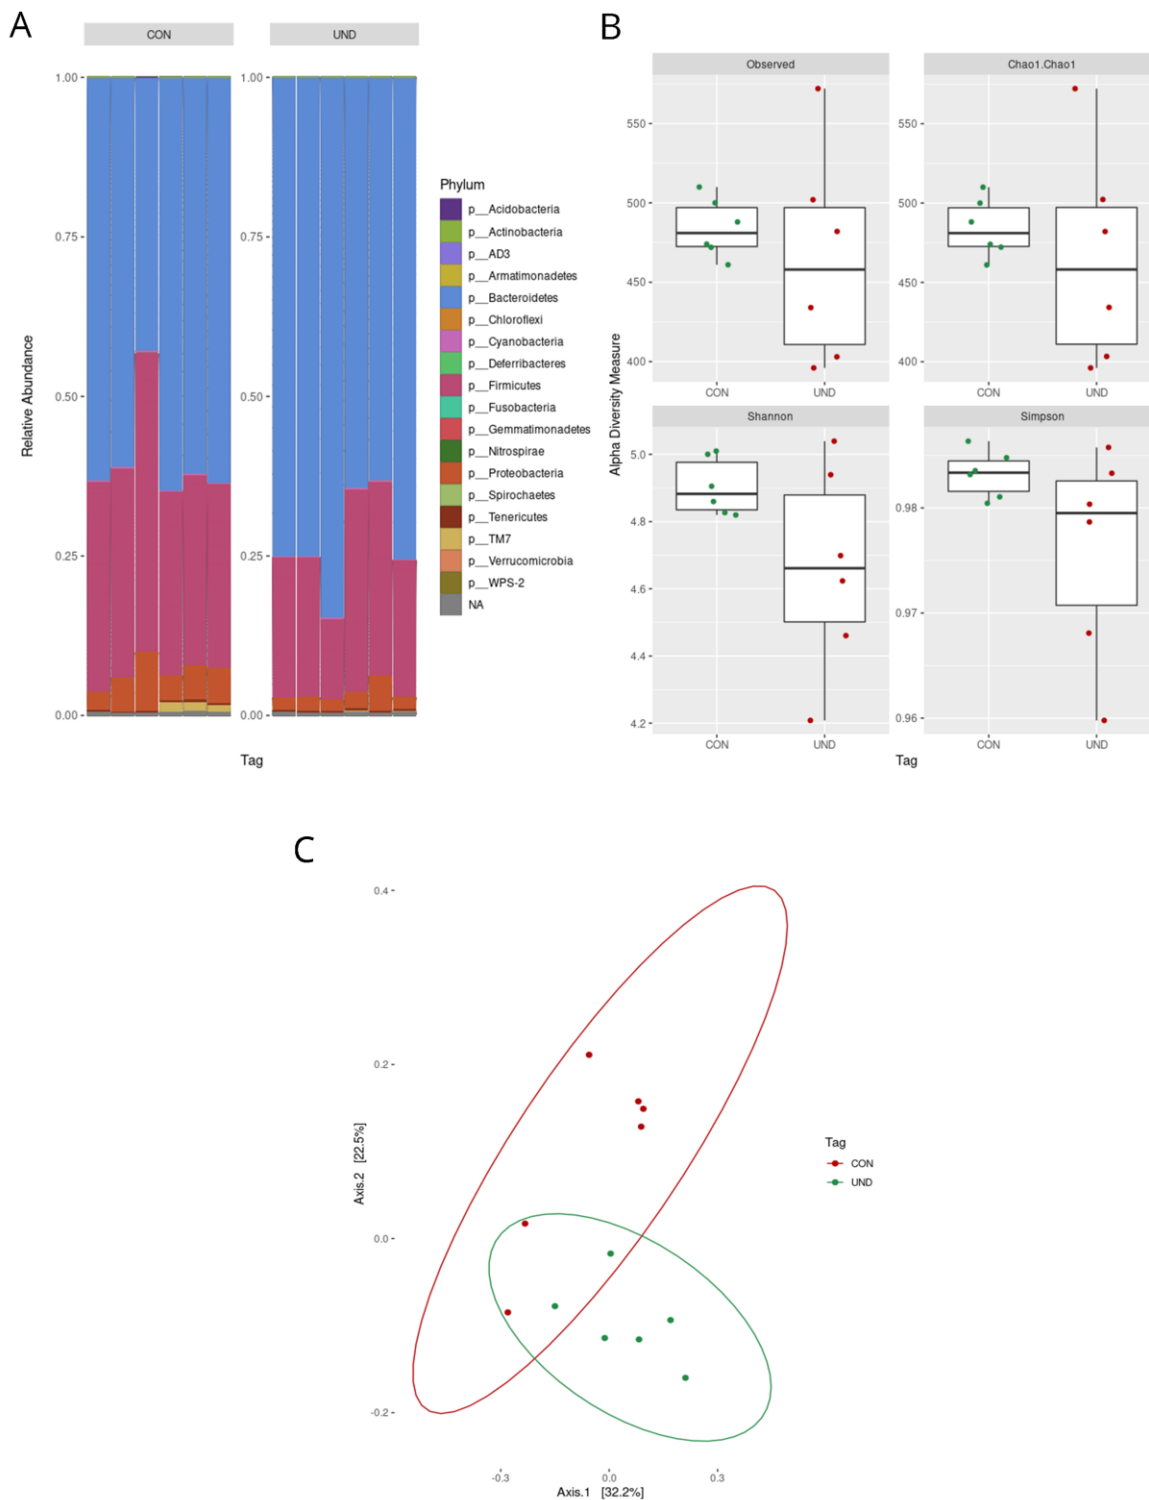 A
CON
UND
1.00
0.75
0.50
0.25
0.00
1.00
0.75
0.50
0.25
0.00
Relative Abundance
Tag
Phylum
p__Acidobacteria
p__Actinobacteria
p__AD3
p__Armatimonadetes
p__Bacteroidetes
p__Chloroflexi
p__Cyanobacteria
p__Deferribacteres
p__Firmicutes
p__Fusobacteria
p__Gemmatimonadetes
p__Nitrospirae
p__Proteobacteria
p__Spirochaetes
p__Tenericutes
p__TM7
p__Verrucomicrobia
p__WPS-2
NA
B
Alpha Diversity Measure
Observed
550
500
450
400
CON
UND
Chao1.Chao1
550
500
450
400
CON
UND
Shannon
5.0
4.8
4.6
4.4
4.2
CON
UND
Simpson
0.98
0.97
0.96
CON
UND
Tag
C
0.4
0.2
0.0
-0.2
Axis.2 [22.5%]
-0.3
0.0
0.3
Axis.1 [32.2%]
Tag
CON
UND